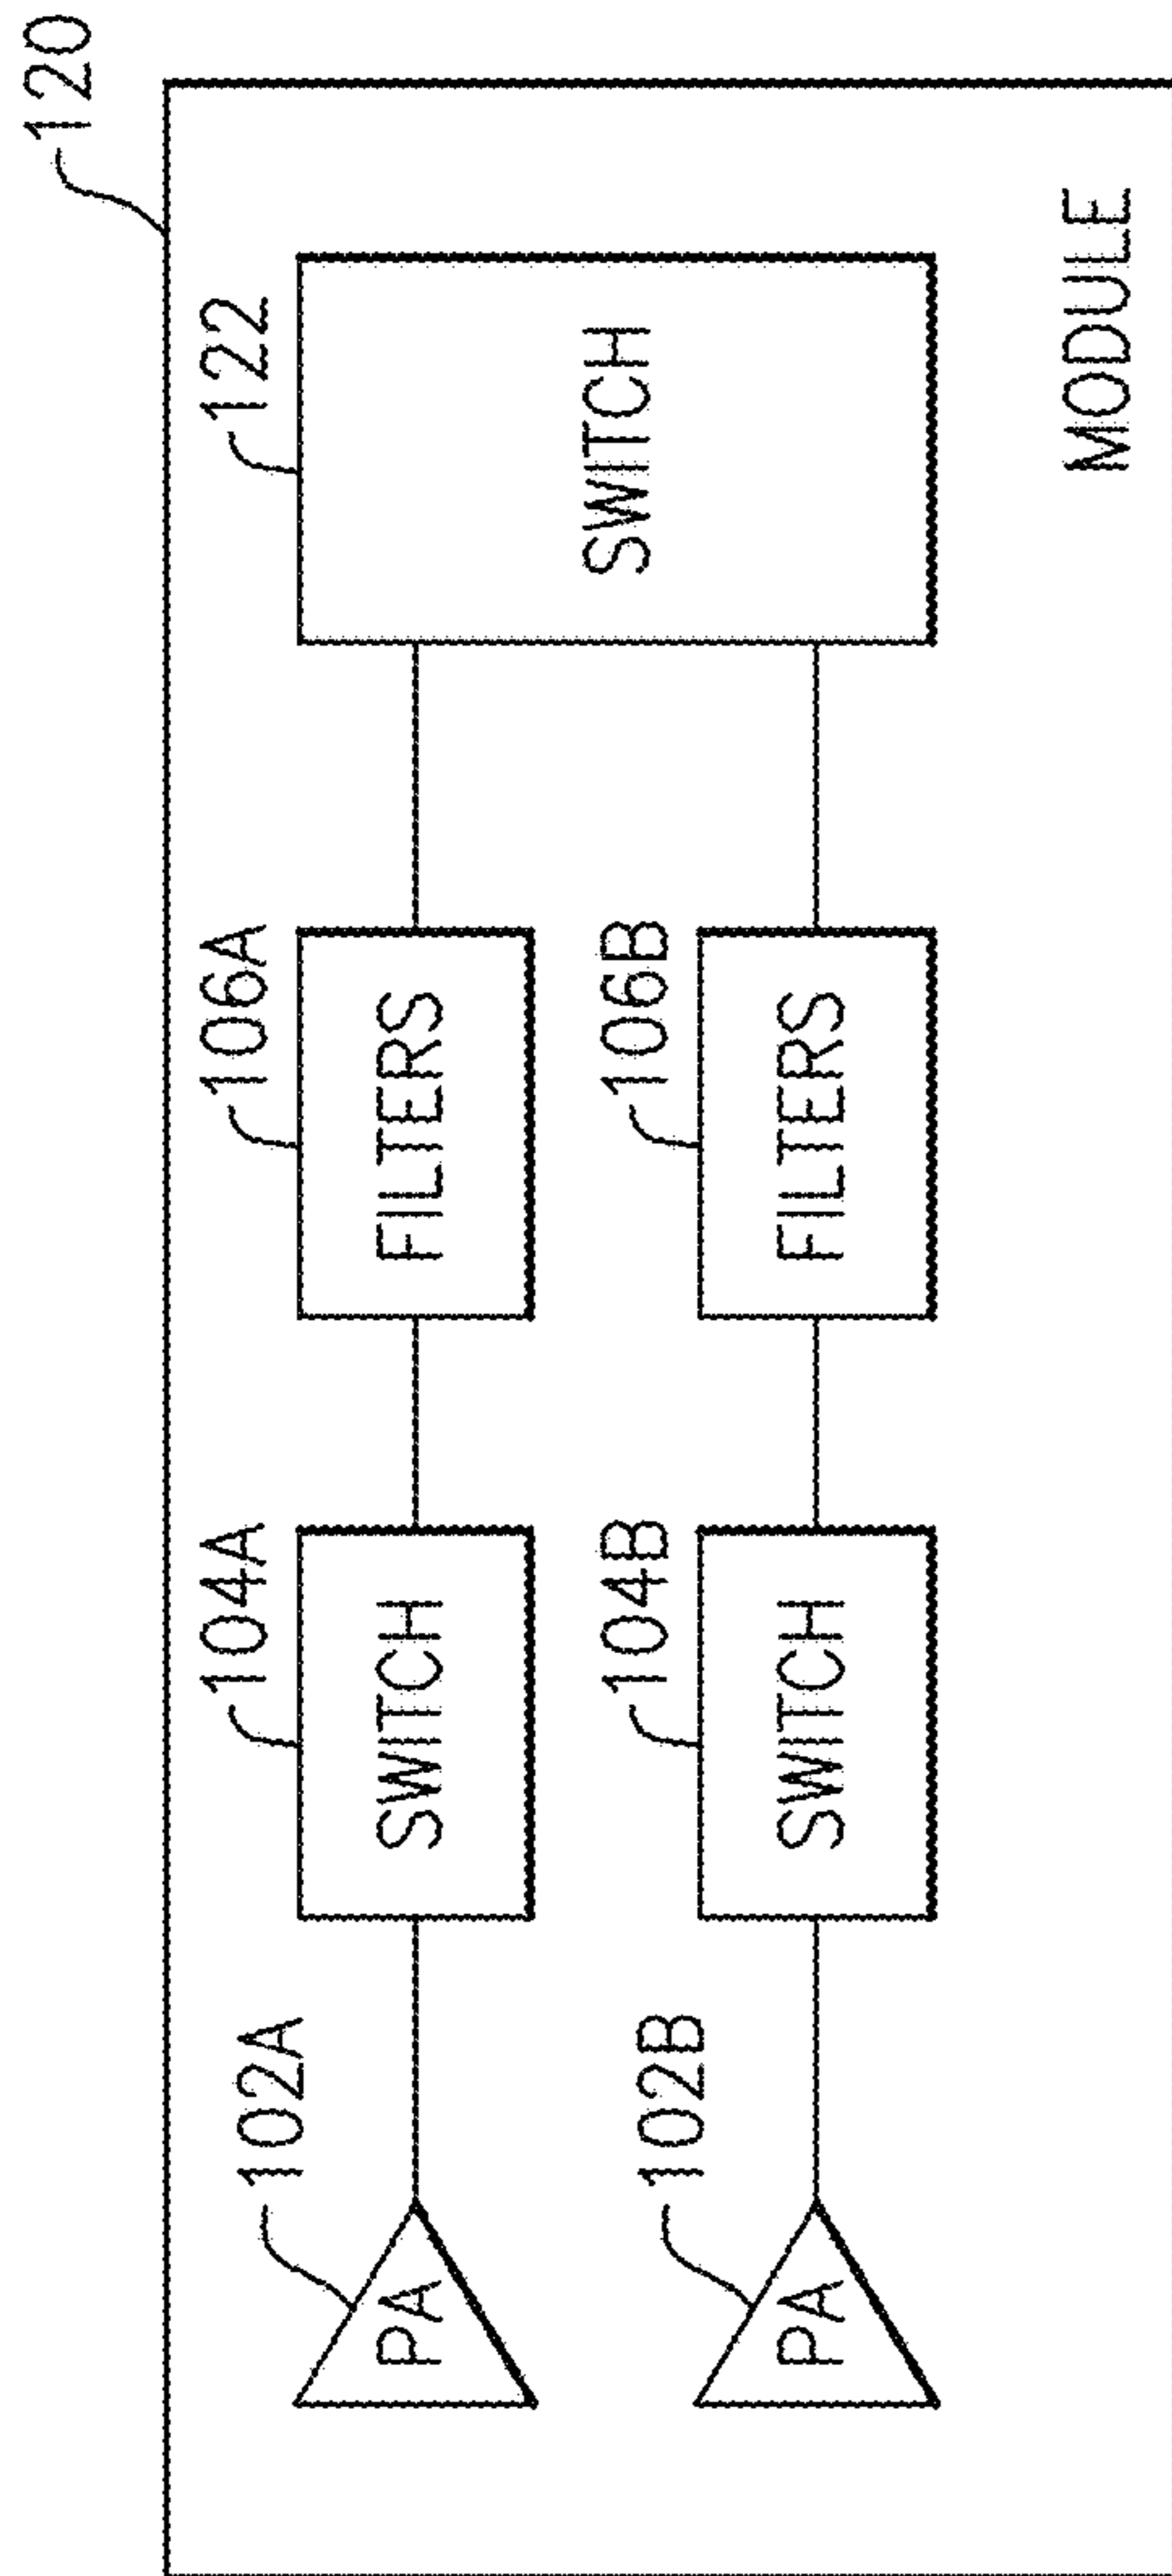 120
102A
PA
104A
SWITCH
106A
FILTERS
122
SWITCH
102B
PA
104B
SWITCH
106B
FILTERS
MODULE